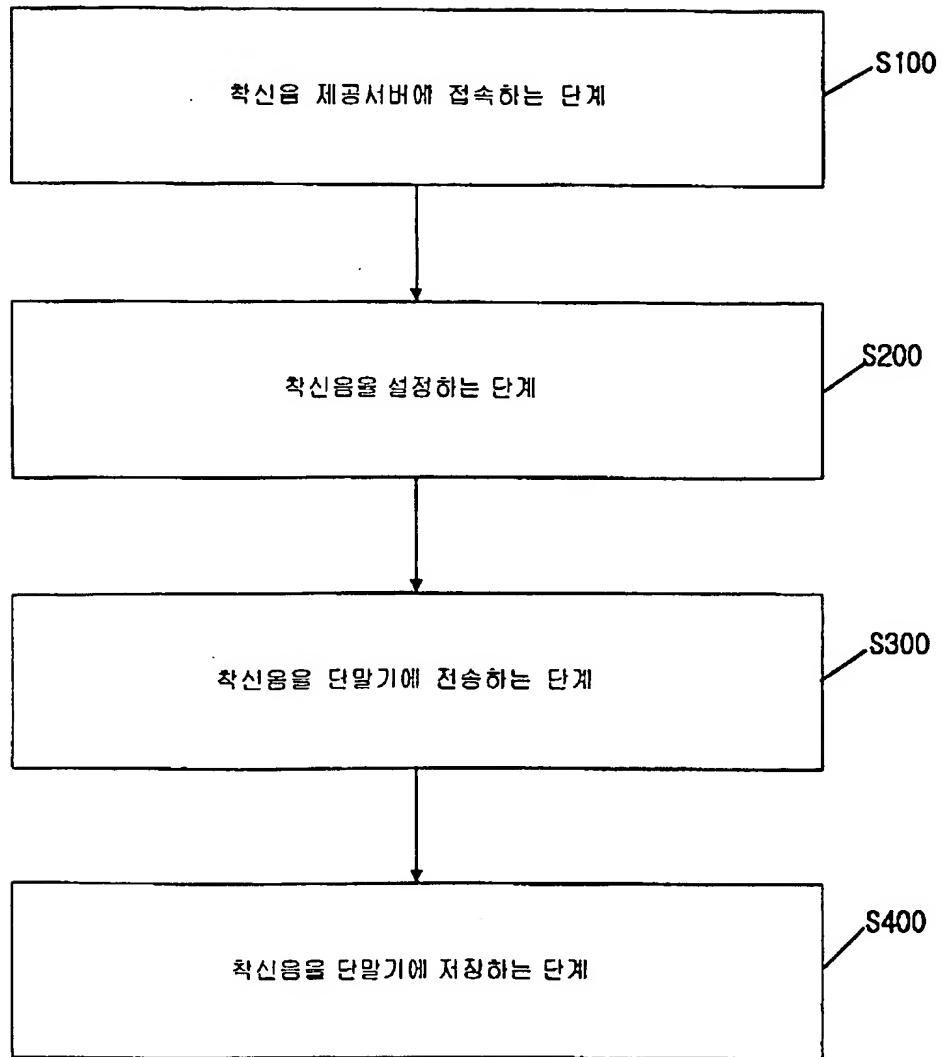 착신음 제공서버에 접속하는 단계
S100
착신음을 설정하는 단계
S200
착신음을 단말기에 전송하는 단계
S300
착신음을 단말기에 저장하는 단계
S400